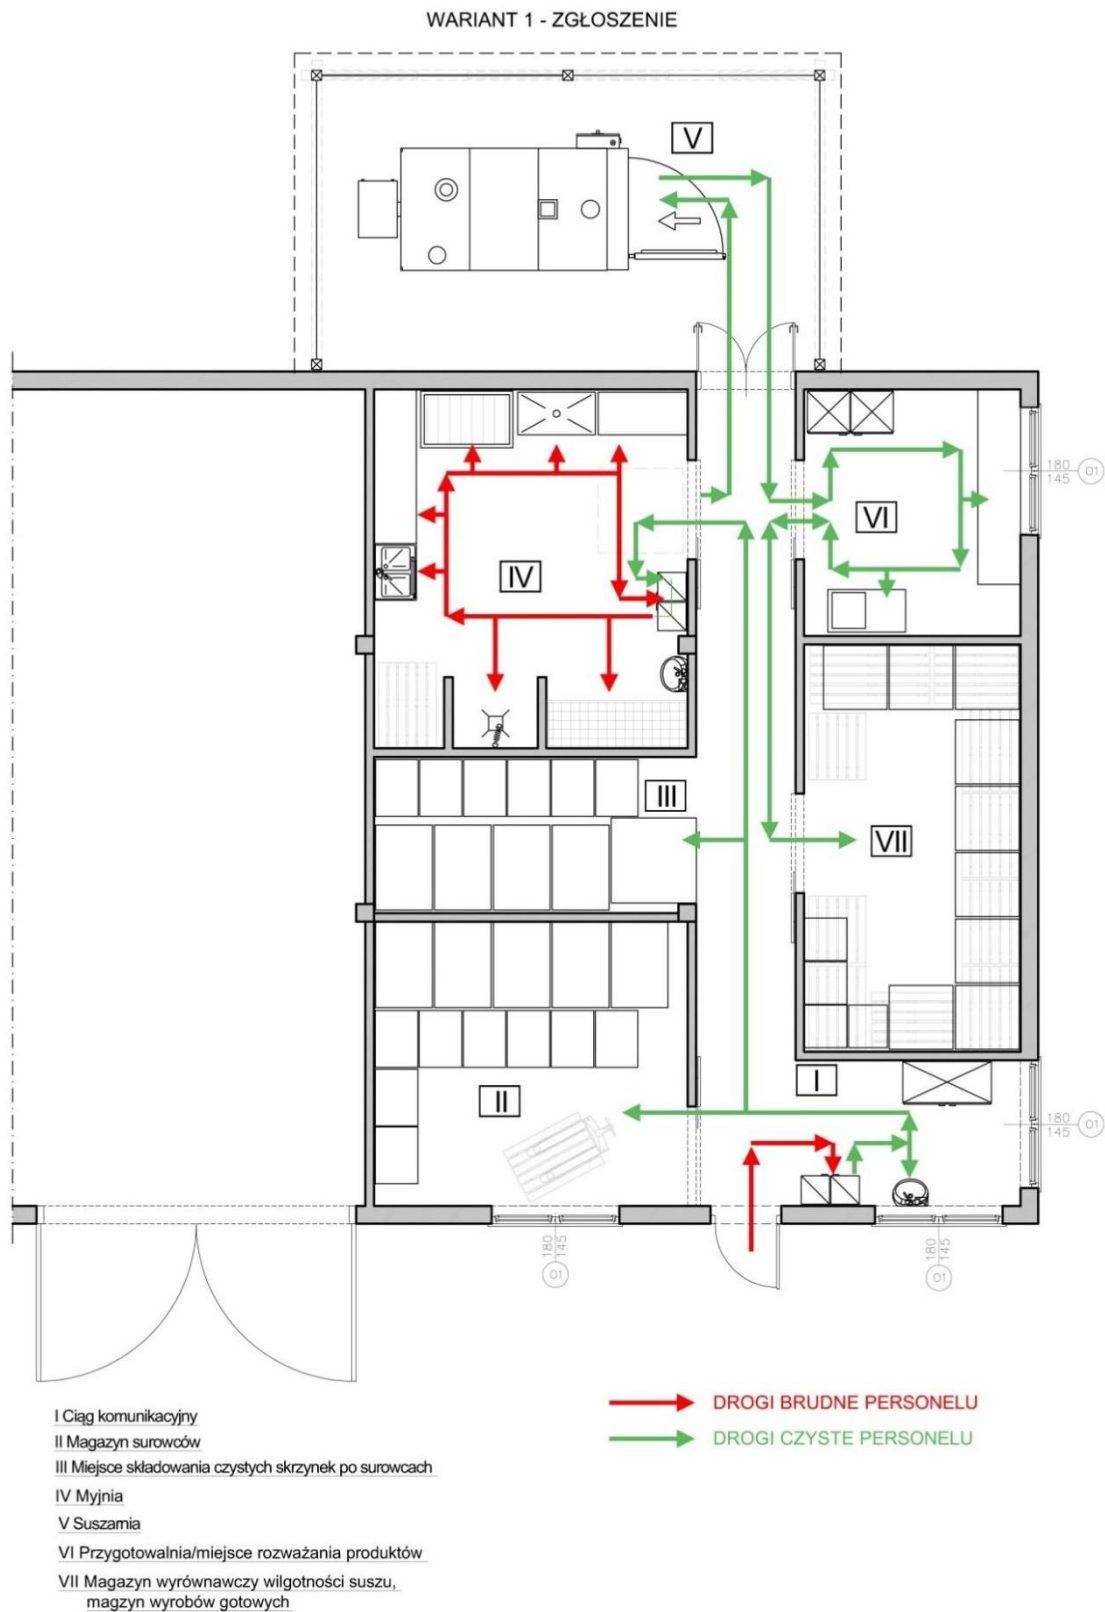 WARIANT 1 - ZGŁOSZENIE
V
180
145
01
VI
IV
III
VII
I
II
180
145
01
180
145
01
180
145
01
I Ciąg komunikacyjny
II Magazyn surowców
III Miejsce składowania czystych skrzynek po surowcach
IV Myjnia
V Suszarnia
VI Przygotowalnia/miejsce rozważania produktów
VII Magazyn wyrównawczy wilgotności suszu,
magzyn wyrobów gotowych
DROGI BRUDNE PERSONELU
DROGI CZYSTE PERSONELU